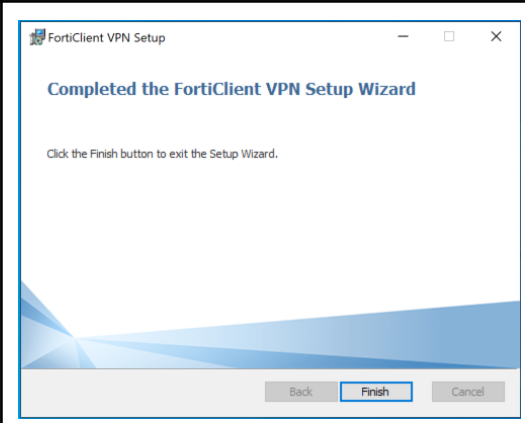 FortiClient VPN Setup
Completed the FortiClient VPN Setup Wizard
Click the Finish button to exit the Setup Wizard.
Back Finish Cancel